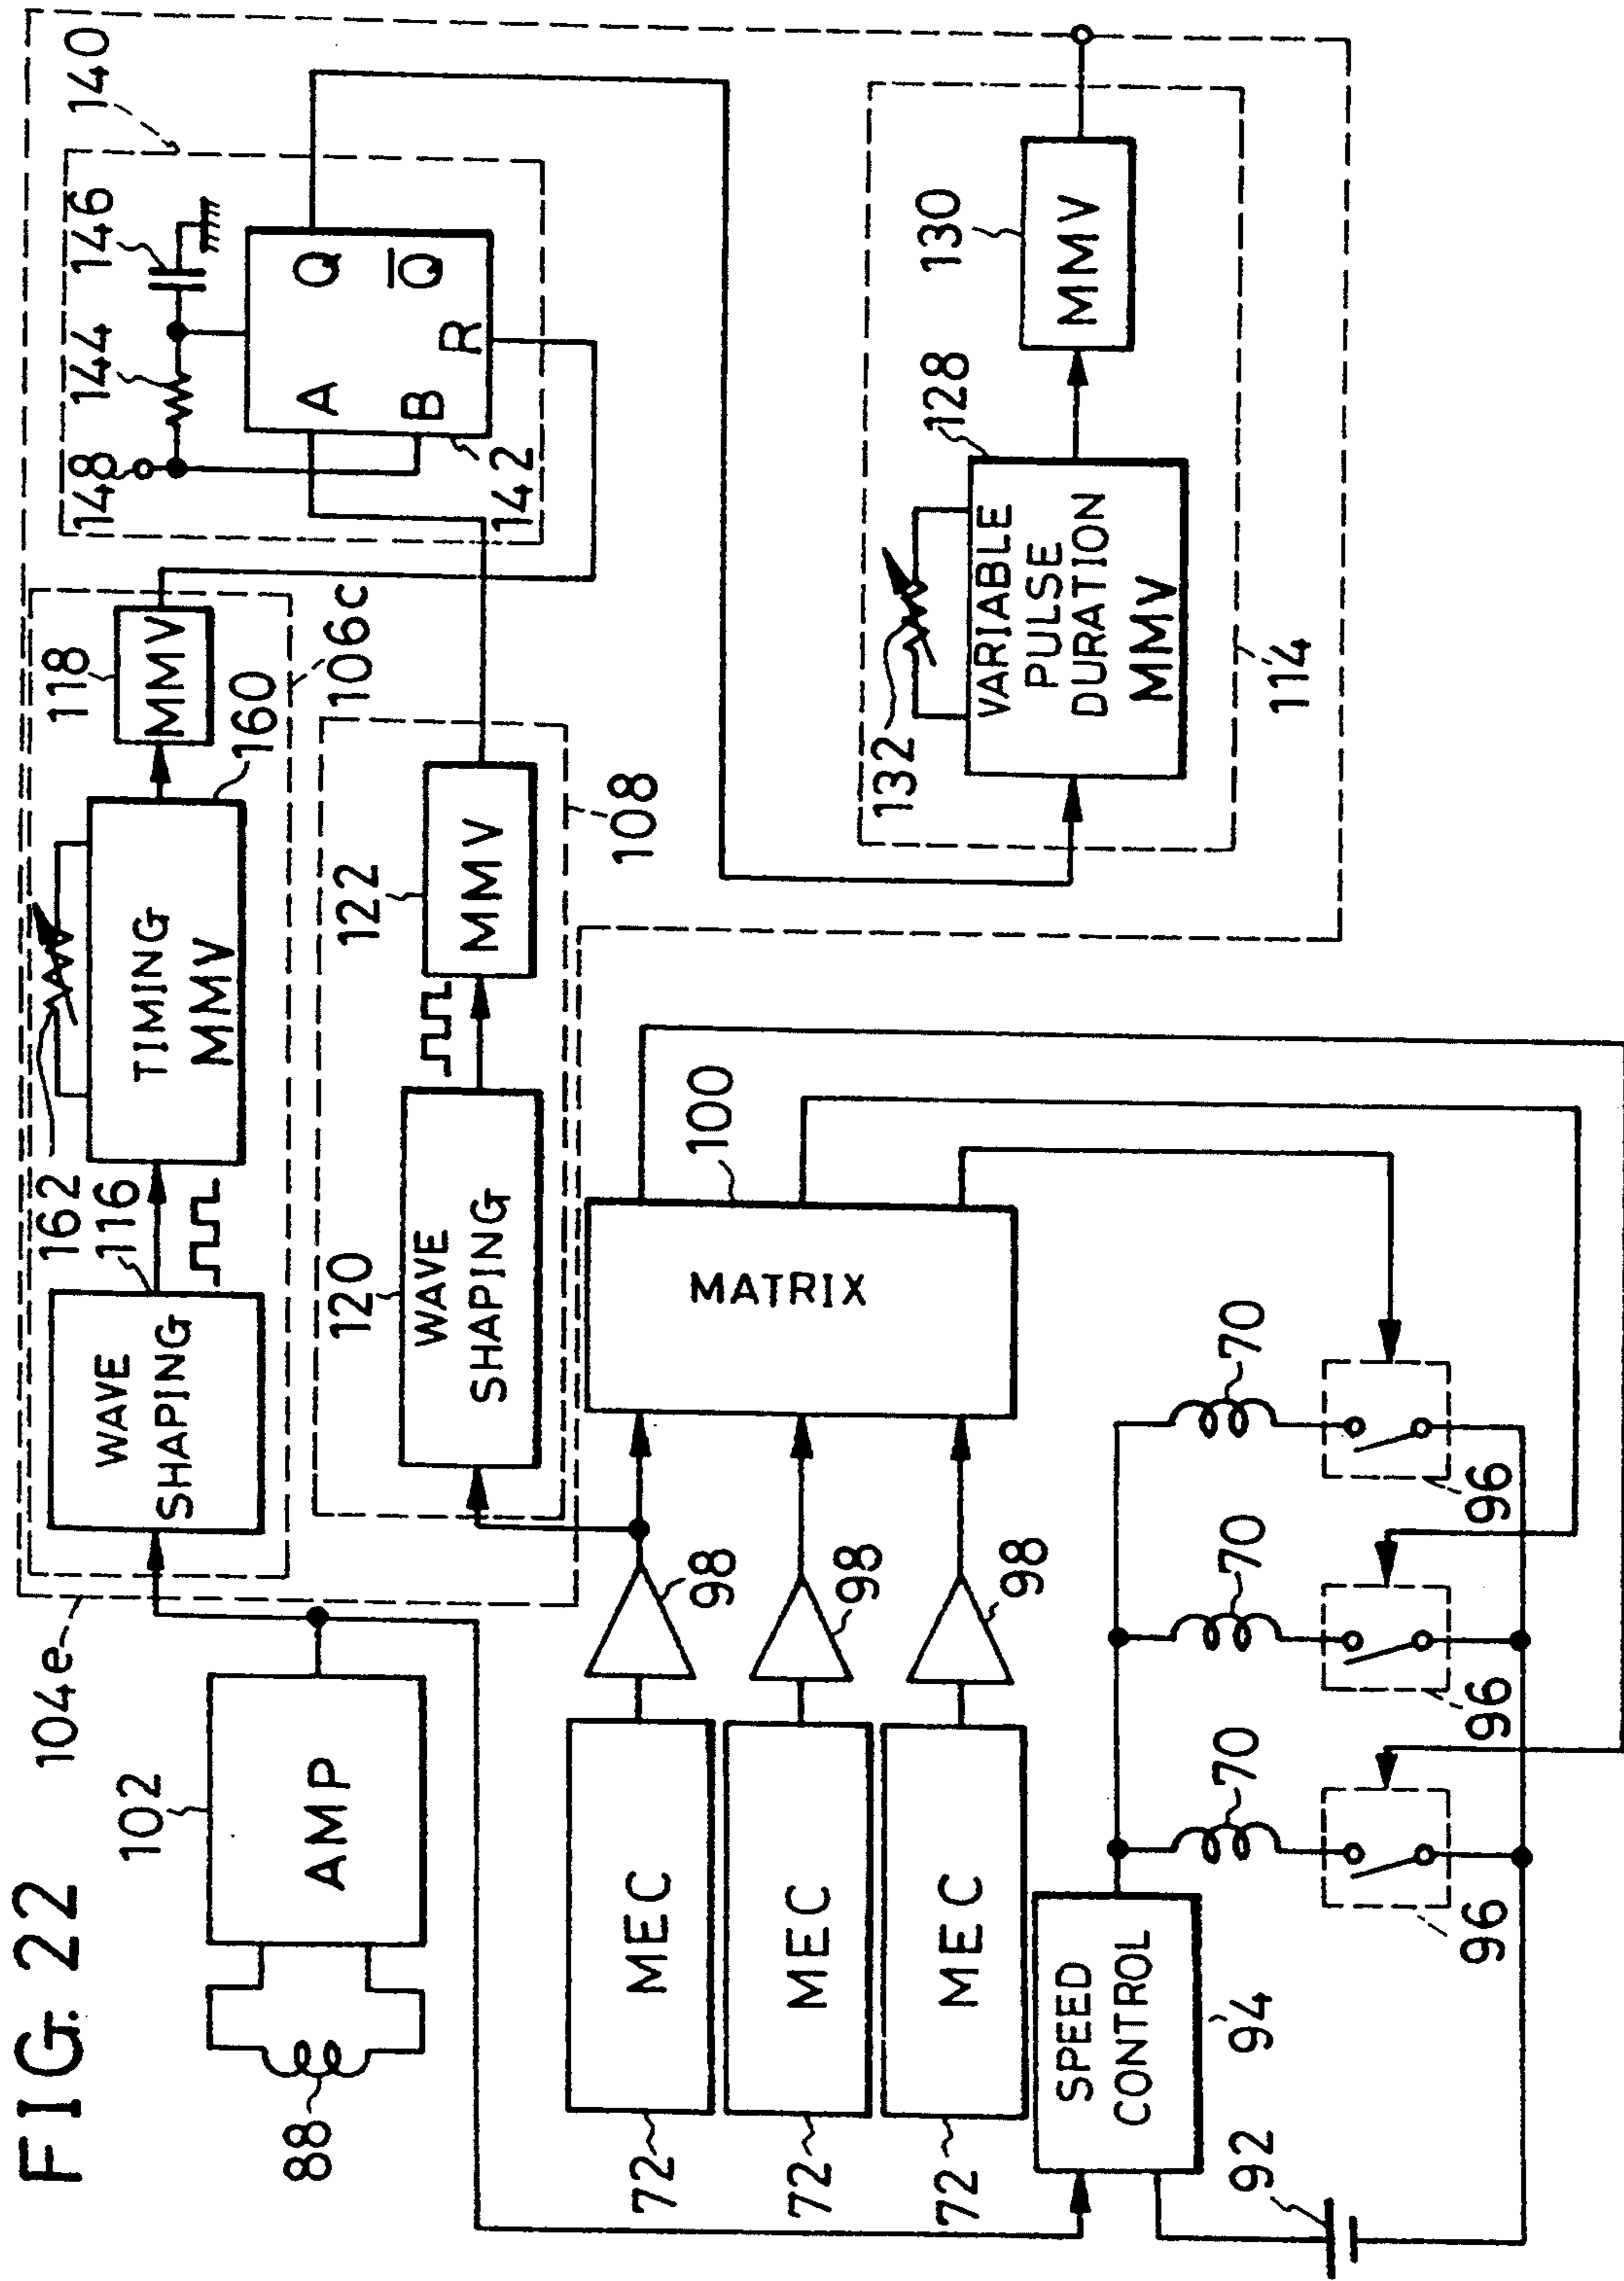 FIG. 22
88
102
AMP
104e
WAVE
SHAPING
116
162
TIMING
MMV
160
118
MMV
106c
148
144
146
140
A
B
Q
Q̅
R
142
120
WAVE
SHAPING
122
MMV
108
72
MEC
98
72
MEC
98
72
MEC
98
MATRIX
100
132
VARIABLE
PULSE
DURATION
MMV
128
130
MMV
114
92
SPEED
CONTROL
94
70
70
70
96
96
96